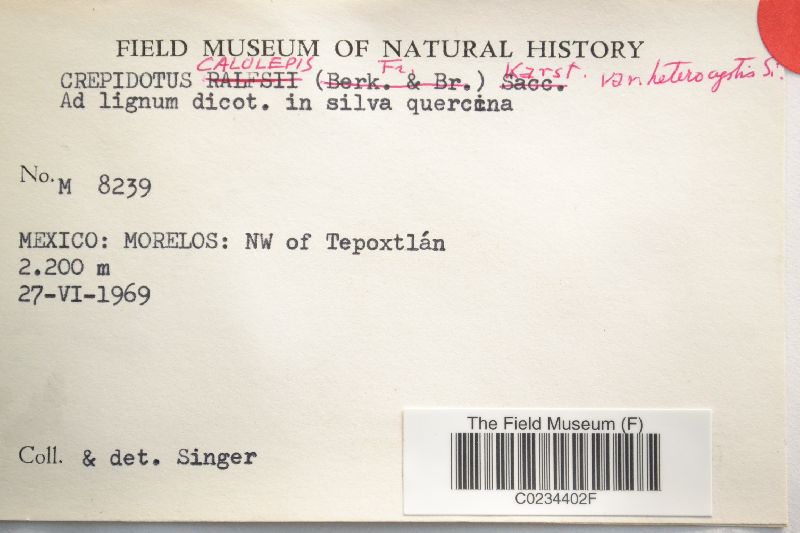 FIELD MUSEUM OF NATURAL HISTORY
CALOLEPIS Fr. Karst. var. heterocystis Si.
CREPIDOTUS RALFSII (Berk. & Br.) Sacc.
Ad lignum dicot. in silva quercina
No. M 8239
MEXICO: MORELOS: NW of Tepoxtlán
2.200 m
27-VI-1969
Coll. & det. Singer
The Field Museum (F)
C0234402F